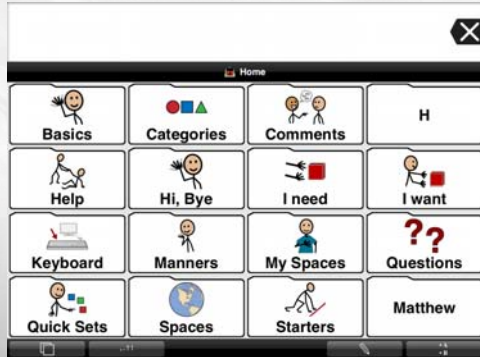 Home
Basics Categories Comments H
Help Hi, Bye I need I want
Keyboard Manners My Spaces Questions
Quick Sets Spaces Starters Matthew